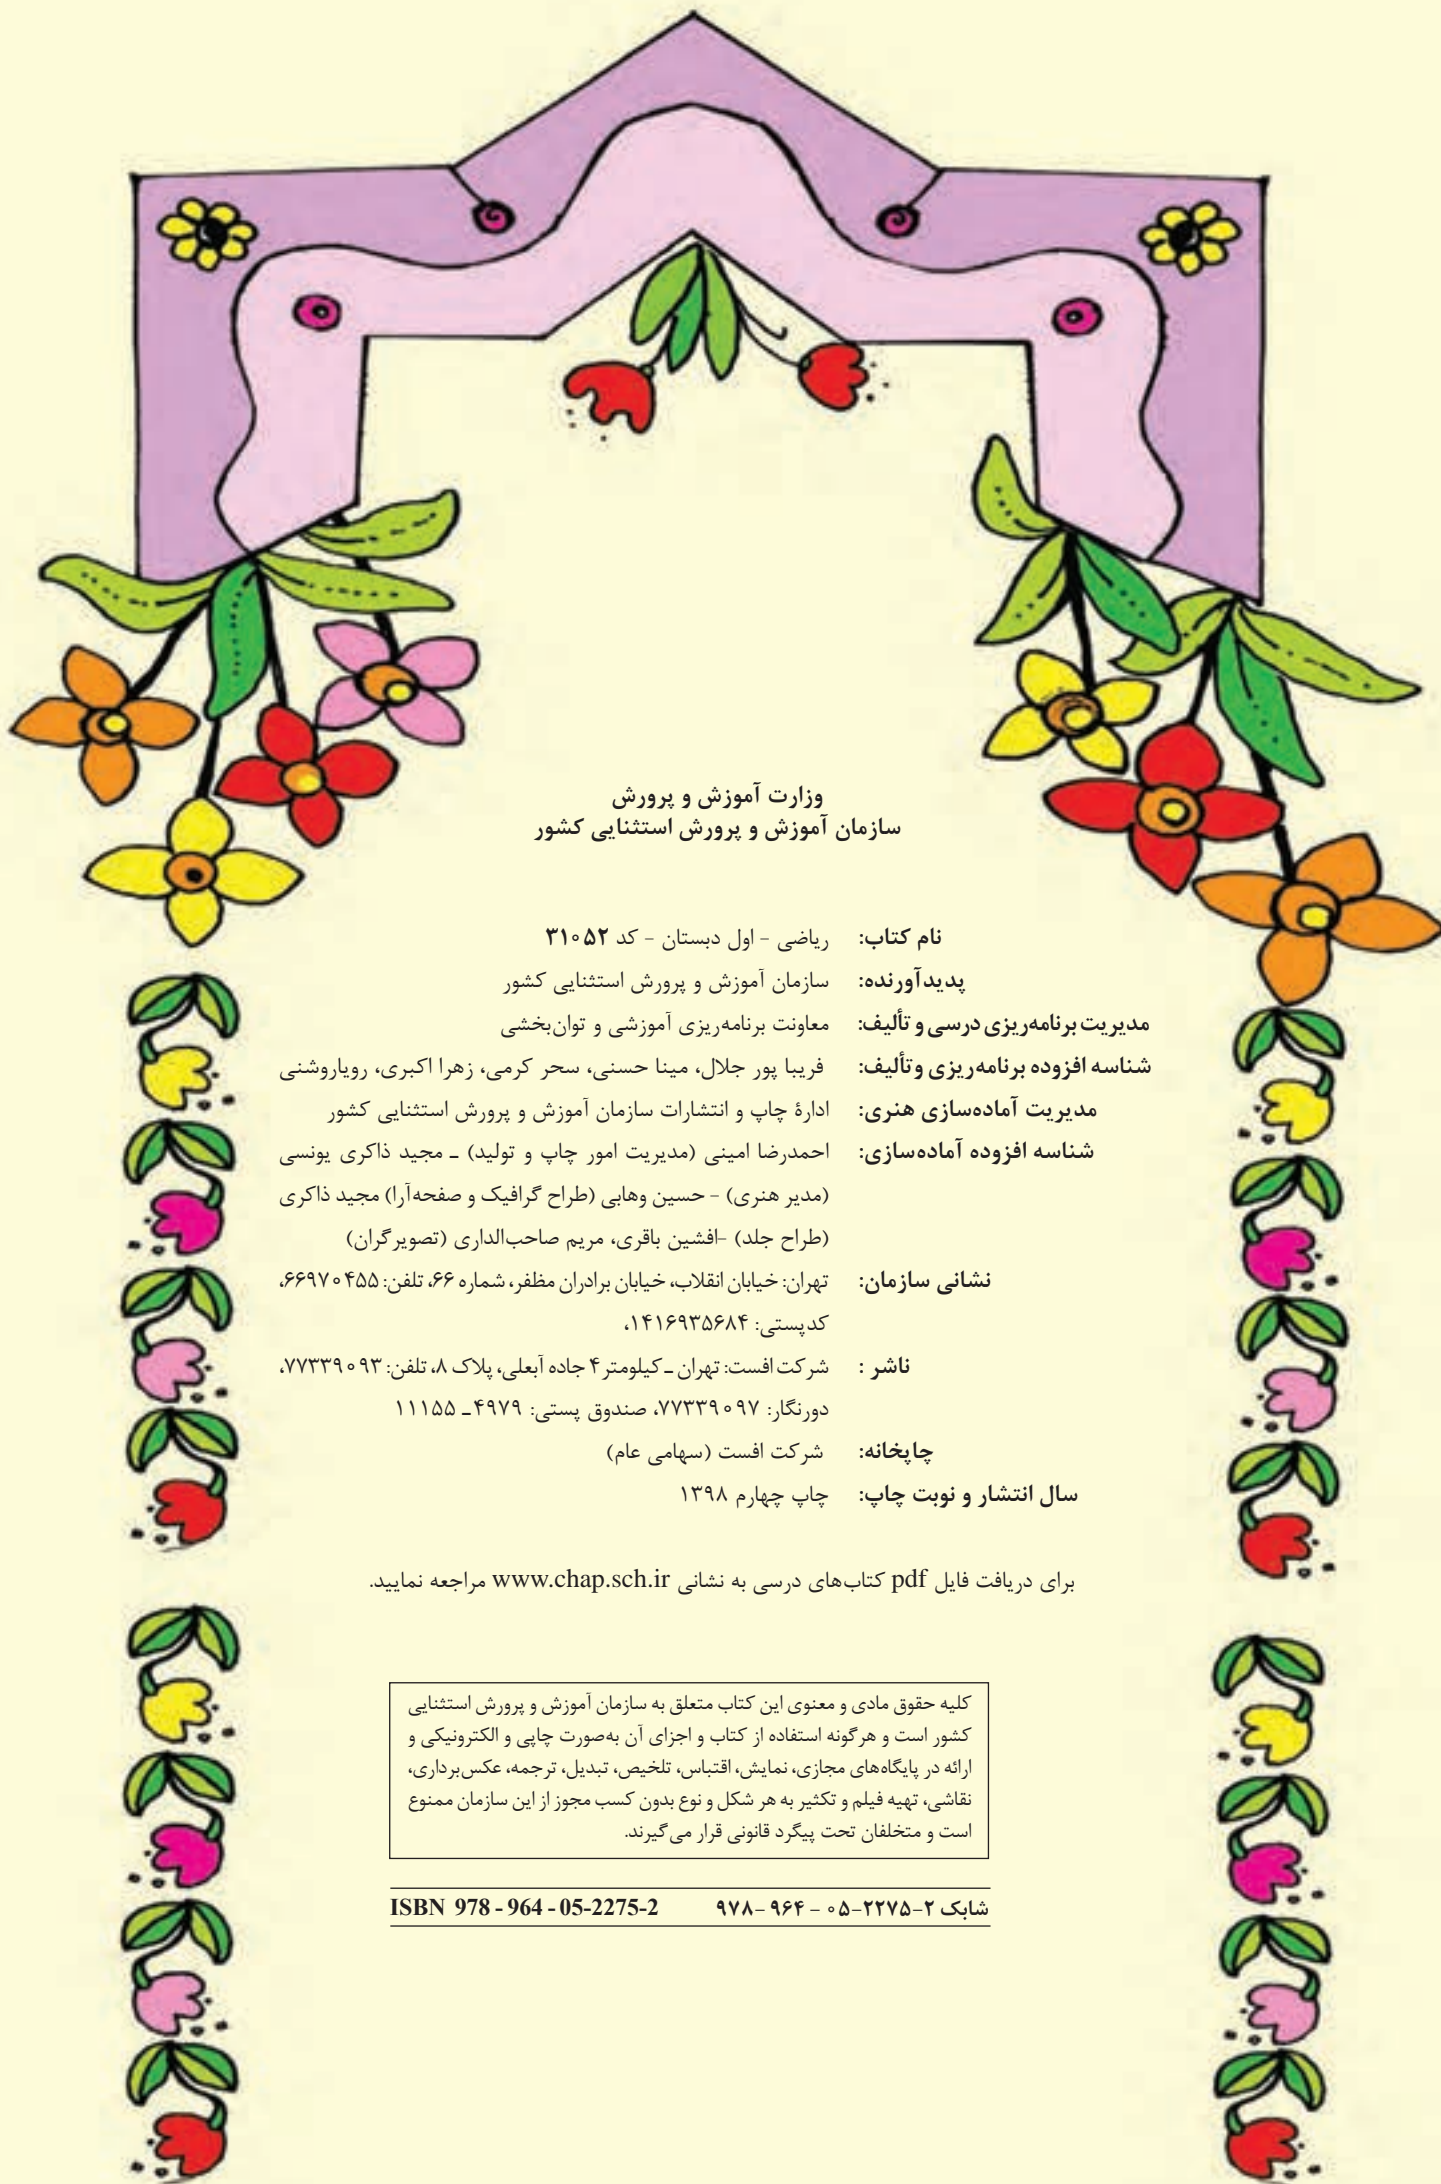 وزارت آموزش و پرورش
سازمان آموزش و پرورش استثنایی کشور
نام کتاب: ریاضی - اول دبستان - کد ۳۱۰۵۲
پدیدآورنده: سازمان آموزش و پرورش استثنایی کشور
مدیریت برنامه‌ریزی درسی و تألیف: معاونت برنامه‌ریزی آموزشی و توان‌بخشی
شناسه افزوده برنامه‌ریزی وتألیف: فریبا پور جلال، مینا حسنی، سحر کرمی، زهرا اکبری، رویاروشنی
مدیریت آماده‌سازی هنری: ادارهٔ چاپ و انتشارات سازمان آموزش و پرورش استثنایی کشور
شناسه افزوده آماده‌سازی: احمدرضا امینی (مدیریت امور چاپ و تولید) ـ مجید ذاکری یونسی
(مدیر هنری) - حسین وهابی (طراح گرافیک و صفحه‌آرا) مجید ذاکری
(طراح جلد) -افشین باقری، مریم صاحب‌الداری (تصویرگران)
نشانی سازمان: تهران: خیابان انقلاب، خیابان برادران مظفر، شماره ۶۶، تلفن: ۶۶۹۷۰۴۵۵،
کدپستی: ۱۴۱۶۹۳۵۶۸۴،
ناشر : شرکت افست: تهران ـ کیلومتر ۴ جاده آبعلی، پلاک ۸، تلفن: ۷۷۳۳۹۰۹۳،
دورنگار: ۷۷۳۳۹۰۹۷، صندوق پستی: ۴۹۷۹ـ ۱۱۱۵۵
چاپخانه: شرکت افست (سهامی عام)
سال انتشار و نوبت چاپ: چاپ چهارم ۱۳۹۸
برای دریافت فایل pdf کتاب‌های درسی به نشانی www.chap.sch.ir مراجعه نمایید.
کلیه حقوق مادی و معنوی این کتاب متعلق به سازمان آموزش و پرورش استثنایی
کشور است و هرگونه استفاده از کتاب و اجزای آن به‌صورت چاپی و الکترونیکی و
ارائه در پایگاه‌های مجازی، نمایش، اقتباس، تلخیص، تبدیل، ترجمه، عکس‌برداری،
نقاشی، تهیه فیلم و تکثیر به هر شکل و نوع بدون کسب مجوز از این سازمان ممنوع
است و متخلفان تحت پیگرد قانونی قرار می‌گیرند.
شابک ۲-۲۲۷۵-۰۵ - ۹۶۴ -۹۷۸ ISBN 978 - 964 - 05-2275-2